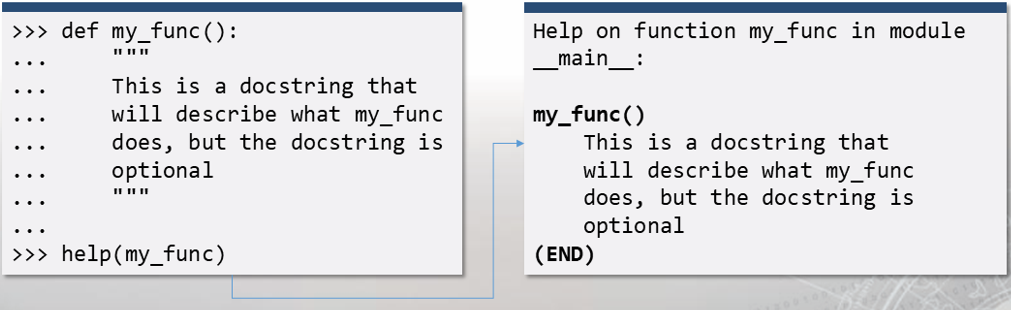 >>> def my_func():
...     """
...     This is a docstring that
...     will describe what my_func
...     does, but the docstring is
...     optional
...     """
...
>>> help(my_func)
Help on function my_func in module
__main__:
my_func()
    This is a docstring that
    will describe what my_func
    does, but the docstring is
    optional
(END)